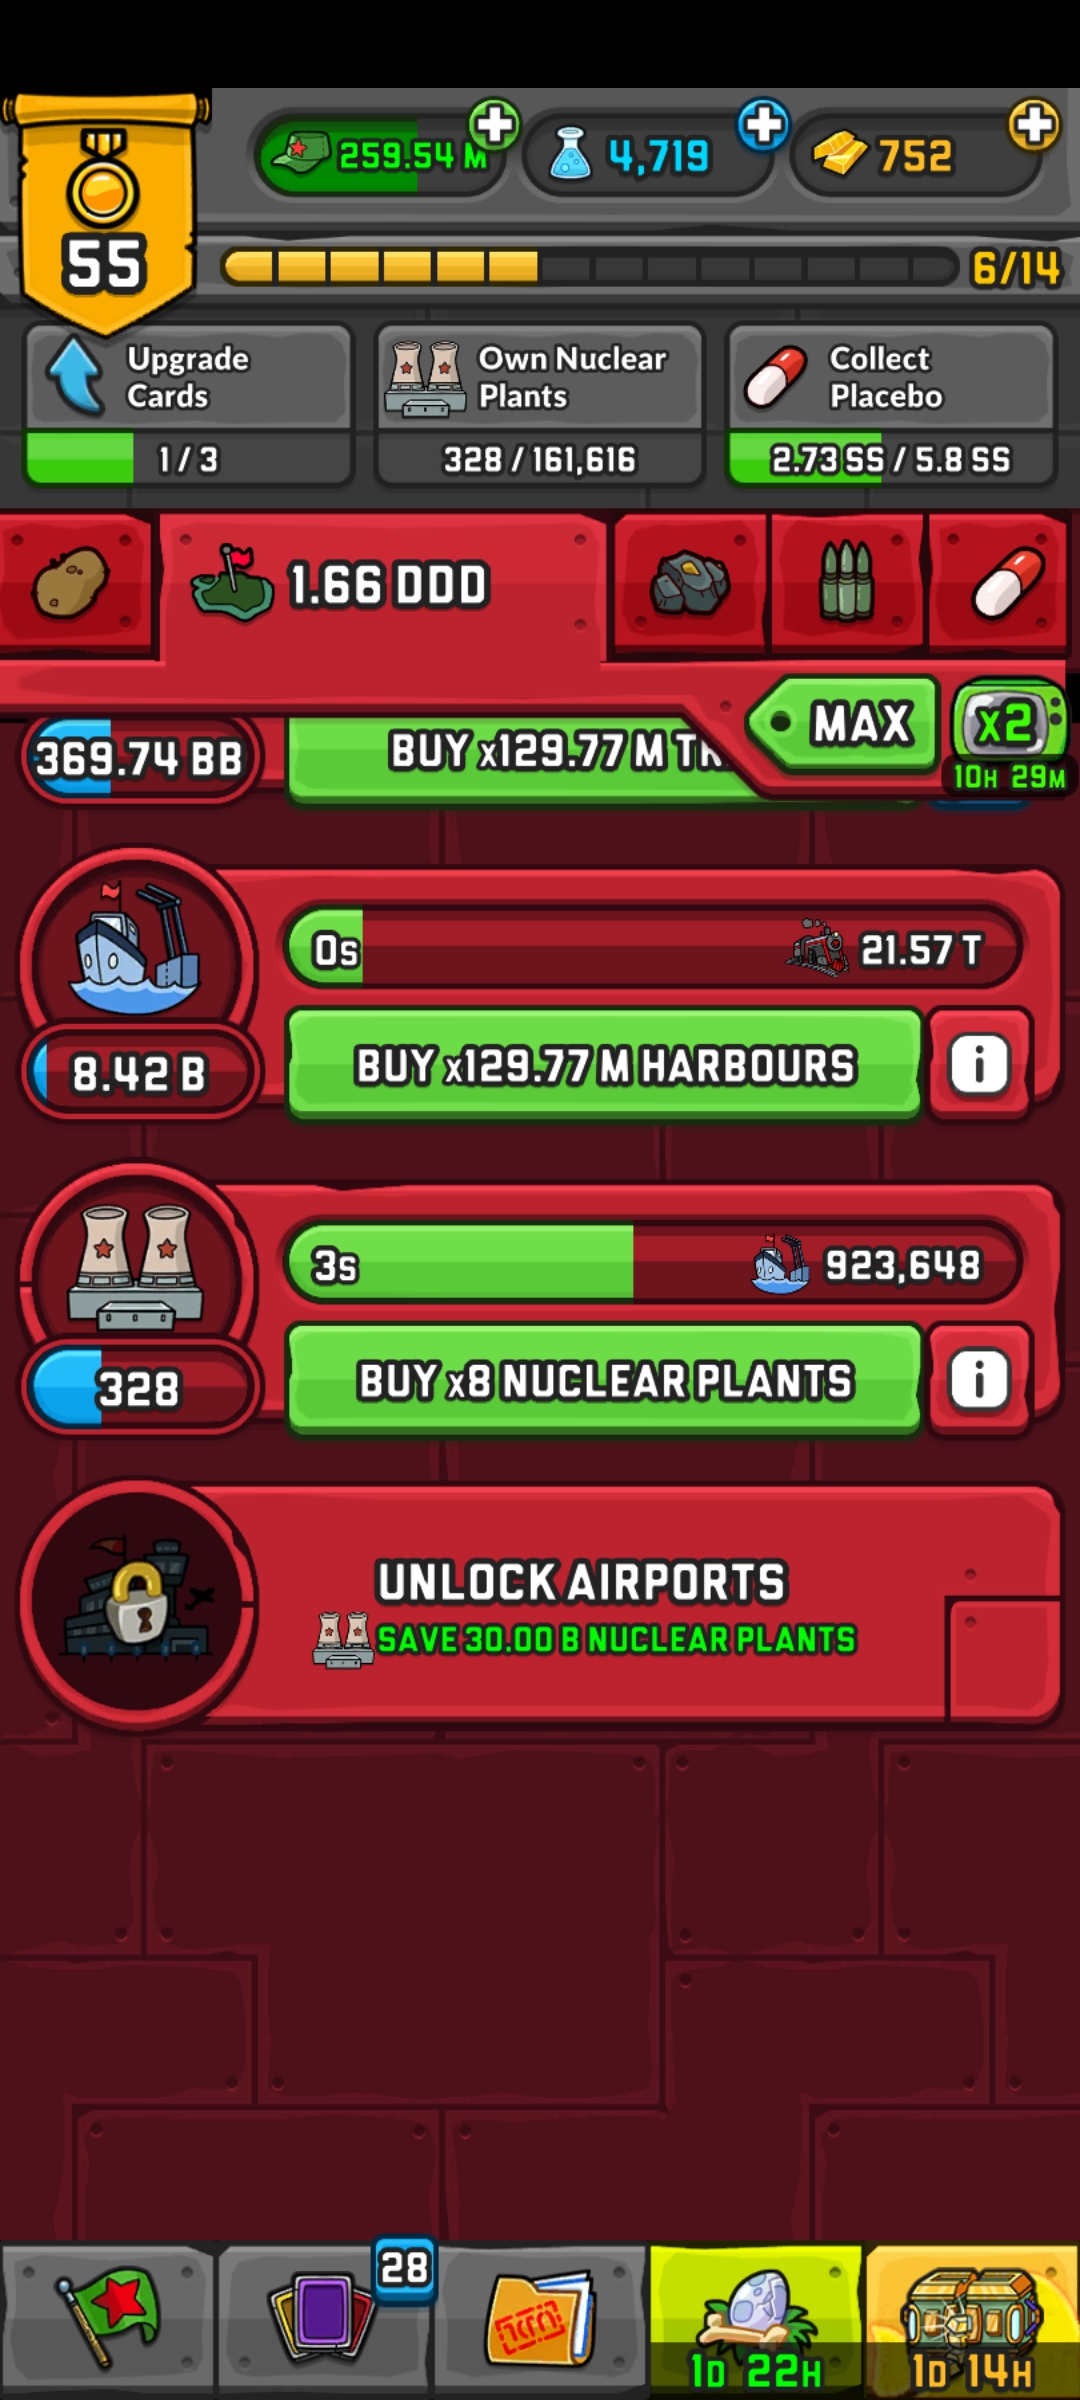 259.54 M
4,719
752
55
6/14
Upgrade
Cards
Own Nuclear
Plants
Collect
Placebo
1 / 3
328 / 161,616
2.73 SS / 5.8 SS
1.66 DDD
MAX
x2
10H 29M
369.74 BB
BUY x129.77 M
0s
21.57 T
8.42 B
BUY x129.77 M HARBOURS
3s
923,648
328
BUY x8 NUCLEAR PLANTS
UNLOCK AIRPORTS
SAVE 30.00 B NUCLEAR PLANTS
28
1D 22H
1D 14H